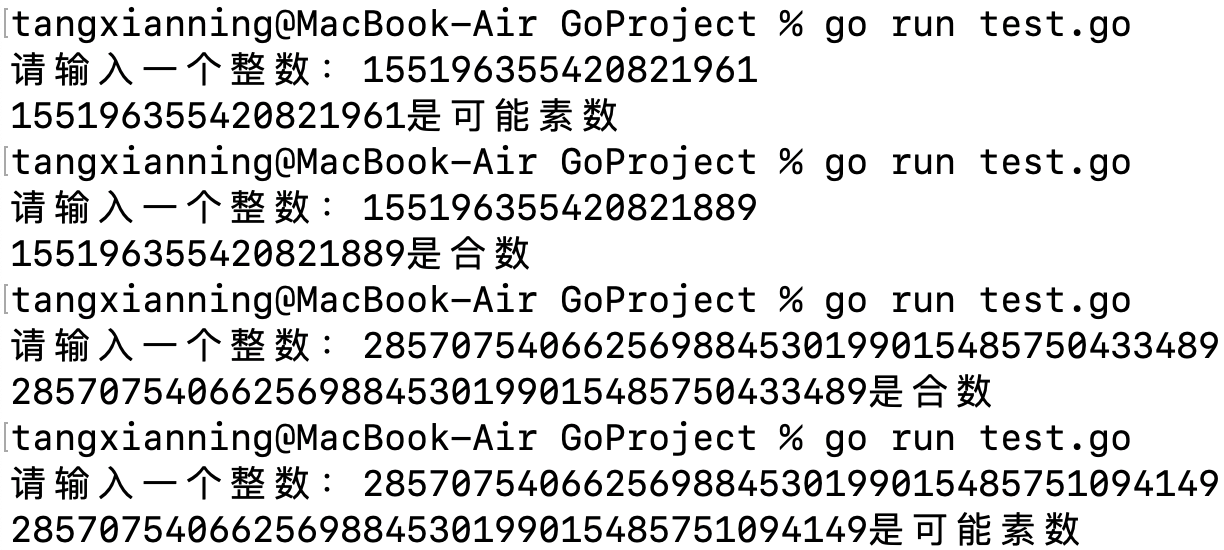 tangxianning@MacBook-Air GoProject % go run test.go
请输入一个整数：1551963555420821961
1551963555420821961是可能素数
tangxianning@MacBook-Air GoProject % go run test.go
请输入一个整数：1551963555420821889
1551963555420821889是合数
tangxianning@MacBook-Air GoProject % go run test.go
请输入一个整数：285707540662569884530199015485750433489
285707540662569884530199015485750433489是合数
tangxianning@MacBook-Air GoProject % go run test.go
请输入一个整数：285707540662569884530199015485751094149
285707540662569884530199015485751094149是可能素数